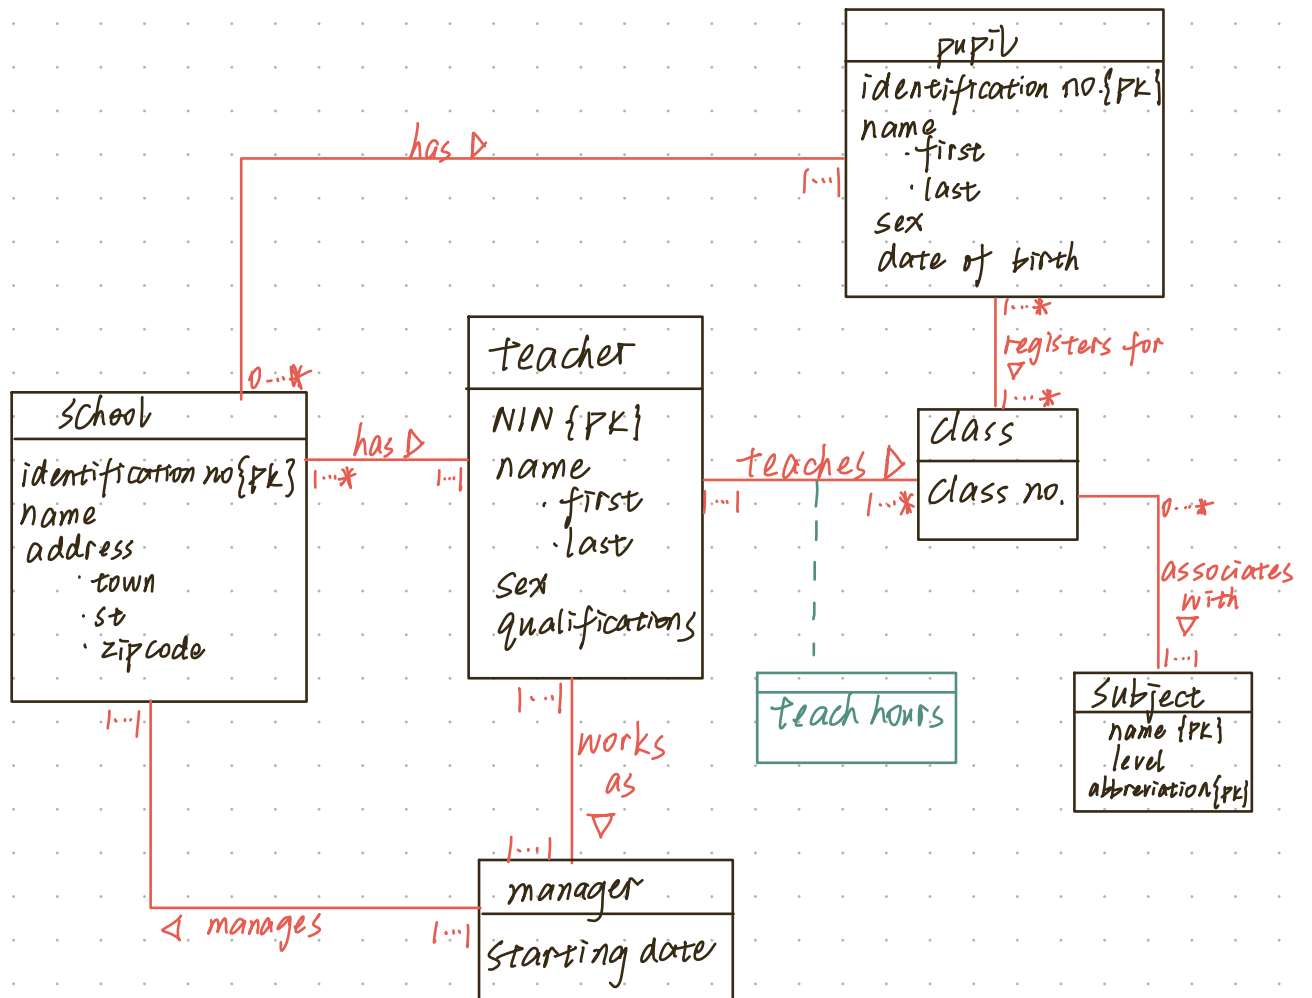 pupil
identification no.{PK}
name
· first
· last
sex
date of birth
has ▷
1...1
0...*
1...*
registers for
▽
1...*
school
identification no{PK}
name
address
· town
· st
· zipcode
has ▷
1...*
1...1
teacher
NIN {PK}
name
· first
· last
sex
qualifications
teaches ▷
1...1
1...*
class
class no.
0...*
associates
with
▽
1...1
teach hours
subject
name {PK}
level
abbreviation{PK}
1...1
works
as
▽
1...1
1...1
◁ manages
1...1
manager
starting date